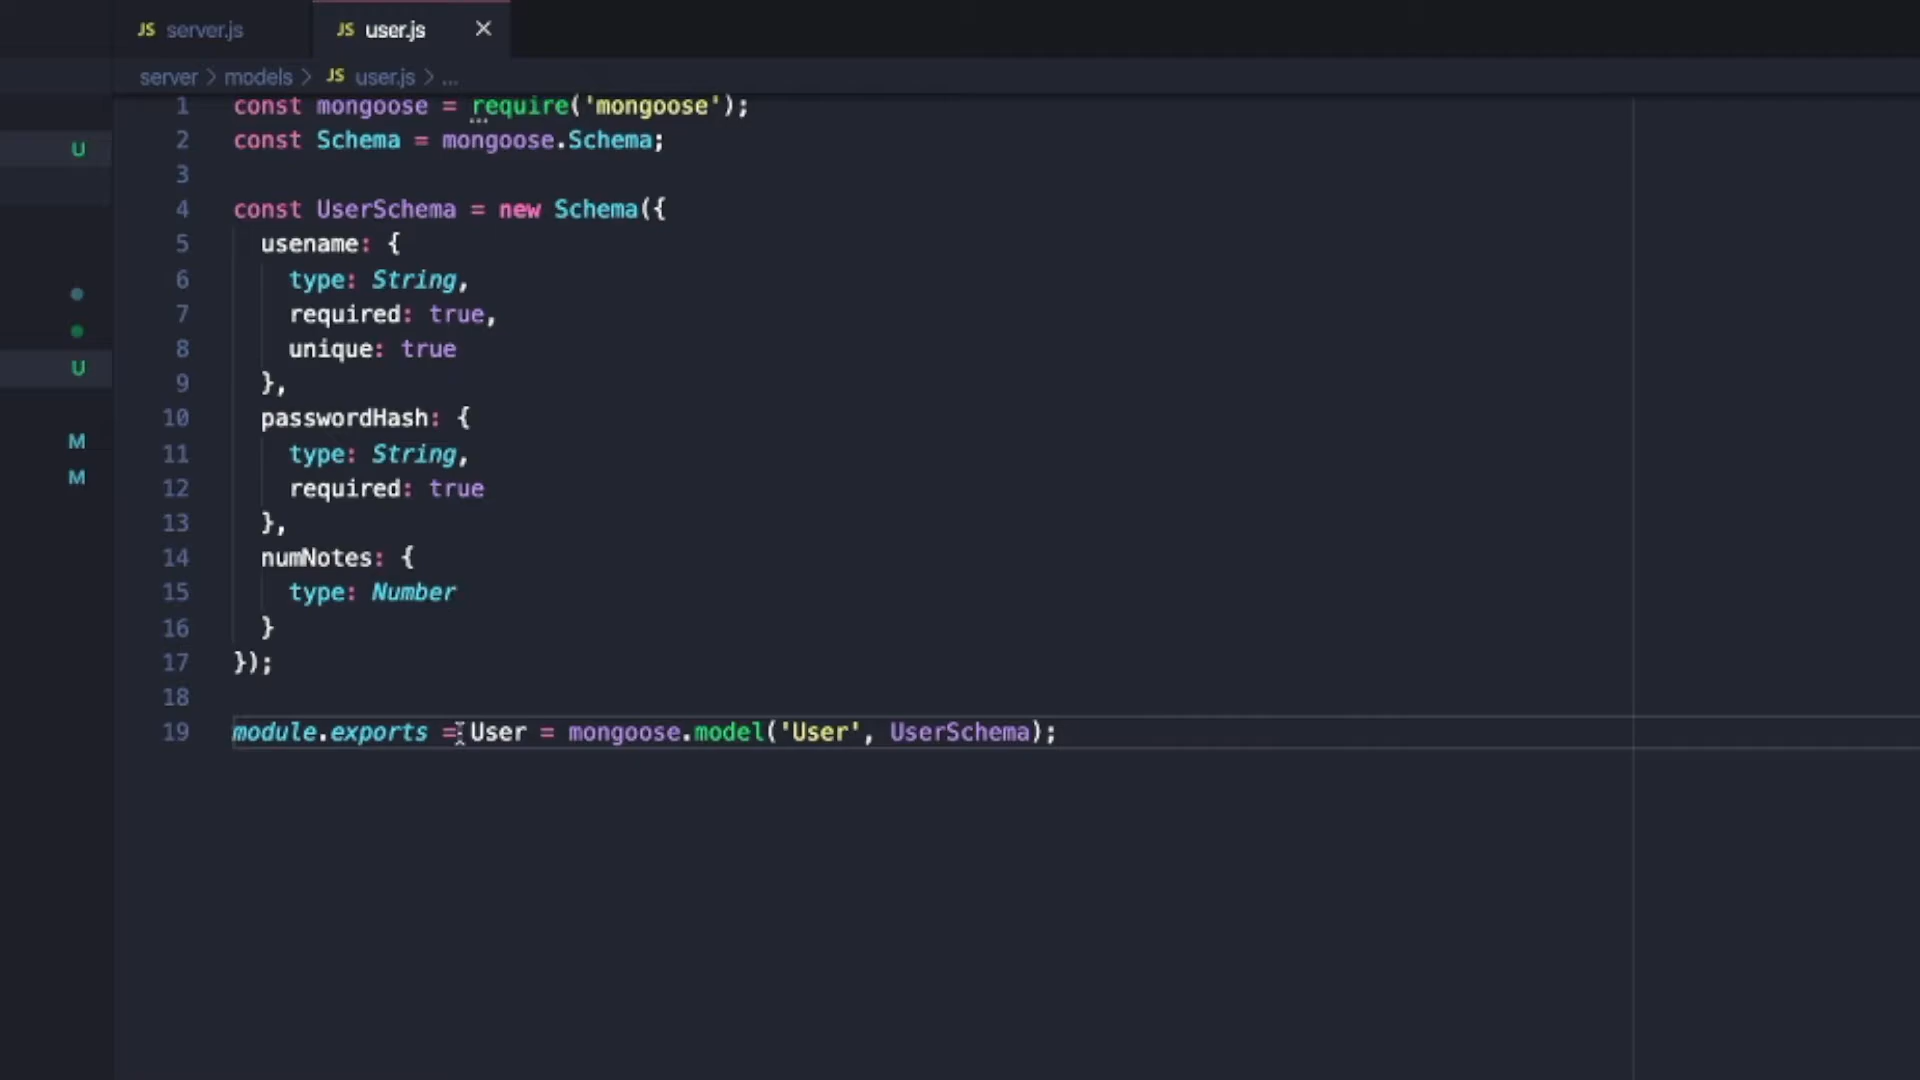 JS server.js JS user.js ×
server > models > JS user.js > ...
1 const mongoose = require('mongoose');
2 const Schema = mongoose.Schema;
3
4 const UserSchema = new Schema({
5 usename: {
6 type: String,
7 required: true,
8 unique: true
9 },
10 passwordHash: {
11 type: String,
12 required: true
13 },
14 numNotes: {
15 type: Number
16 }
17 });
18
19 module.exports = User = mongoose.model('User', UserSchema);
U
U
M
M